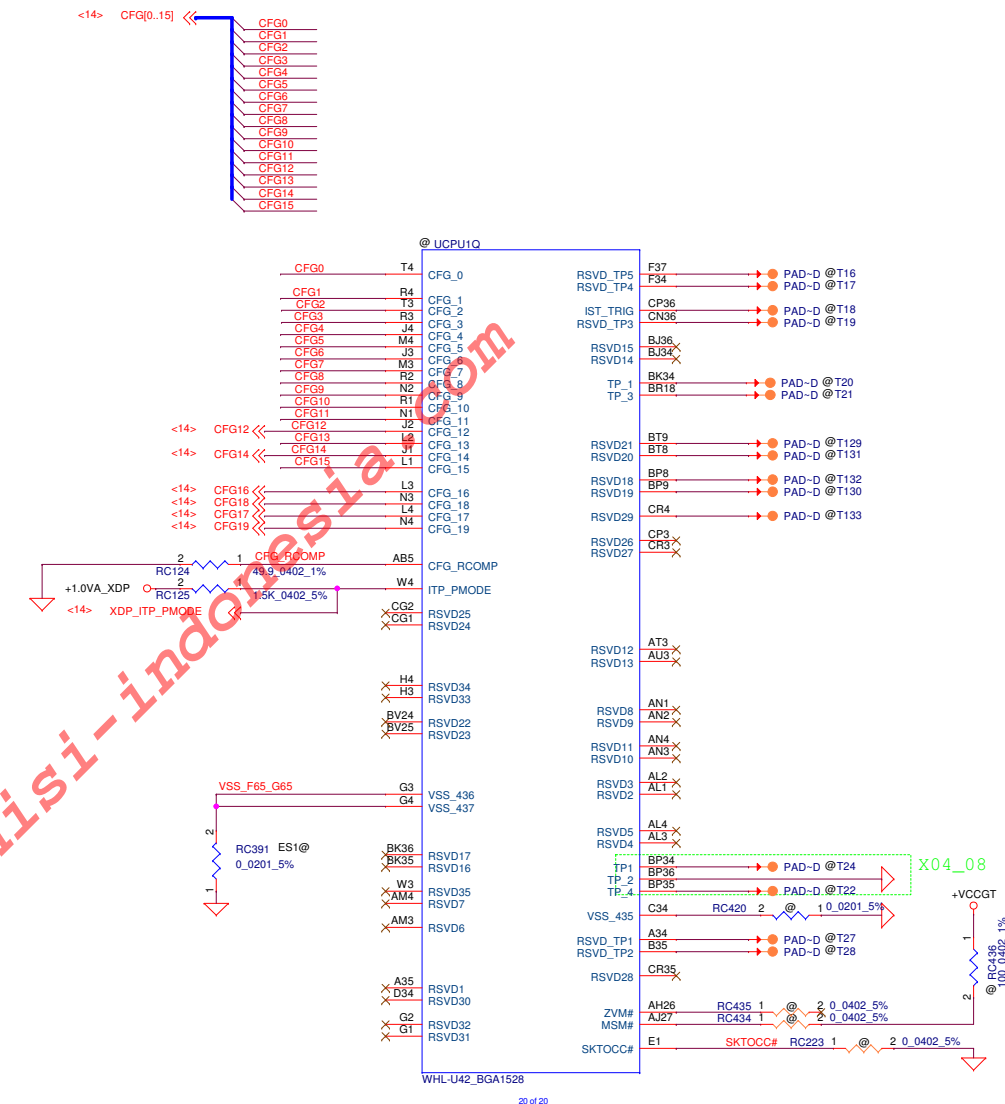 <14> CFG[0..15]
CFG0
CFG1
CFG2
CFG3
CFG4
CFG5
CFG6
CFG7
CFG8
CFG9
CFG10
CFG11
CFG12
CFG13
CFG14
CFG15
@ UCPU1Q
CFG0 T4 CFG_0
CFG1 R4 CFG_1
CFG2 T3 CFG_2
CFG3 R3 CFG_3
CFG4 J4 CFG_4
CFG5 M4 CFG_5
CFG6 J3 CFG_6
CFG7 M3 CFG_7
CFG8 R2 CFG_8
CFG9 N2 CFG_9
CFG10 R1 CFG_10
CFG11 N1 CFG_11
<14> CFG12 CFG12 J2 CFG_12
CFG13 L2 CFG_13
<14> CFG14 CFG14 J1 CFG_14
CFG15 L1 CFG_15
<14> CFG16 L3 CFG_16
<14> CFG18 N3 CFG_18
<14> CFG17 L4 CFG_17
<14> CFG19 N4 CFG_19
2 1 CFG_RCOMP AB5 CFG_RCOMP
RC124 49.9_0402_1%
+1.0VA_XDP 2 1 W4 ITP_PMODE
RC125 1.5K_0402_5%
<14> XDP_ITP_PMODE
CG2 RSVD25
CG1 RSVD24
H4 RSVD34
H3 RSVD33
BV24 RSVD22
BV25 RSVD23
VSS_F65_G65 G3 VSS_436
G4 VSS_437
2
RC391 ES1@
0_0201_5%
1
BK36 RSVD17
BK35 RSVD16
W3 RSVD35
AM4 RSVD7
AM3 RSVD6
A35 RSVD1
D34 RSVD30
G2 RSVD32
G1 RSVD31
RSVD_TP5 F37 PAD~D @T16
RSVD_TP4 F34 PAD~D @T17
IST_TRIG CP36 PAD~D @T18
RSVD_TP3 CN36 PAD~D @T19
RSVD15 BJ36
RSVD14 BJ34
TP_1 BK34 PAD~D @T20
TP_3 BR18 PAD~D @T21
RSVD21 BT9 PAD~D @T129
RSVD20 BT8 PAD~D @T131
RSVD18 BP8 PAD~D @T132
RSVD19 BP9 PAD~D @T130
RSVD29 CR4 PAD~D @T133
RSVD26 CP3
RSVD27 CR3
RSVD12 AT3
RSVD13 AU3
RSVD8 AN1
RSVD9 AN2
RSVD11 AN4
RSVD10 AN3
RSVD3 AL2
RSVD2 AL1
RSVD5 AL4
RSVD4 AL3
TP1 BP34 PAD~D @T24
TP_2 BP36
TP_4 BP35 PAD~D @T22
X04_08
VSS_435 C34 RC420 2 @ 1 0_0201_5%
+VCCGT
RSVD_TP1 A34 PAD~D @T27
RSVD_TP2 B35 PAD~D @T28
1
@ RC436
100_0402_1%
2
RSVD28 CR35
ZVM# AH26 RC435 1 @ 2 0_0402_5%
MSM# AJ27 RC434 1 @ 2 0_0402_5%
SKTOCC# E1 SKTOCC# RC223 1 @ 2 0_0402_5%
WHL-U42_BGA1528
20 of 20
isi-indonesia.com